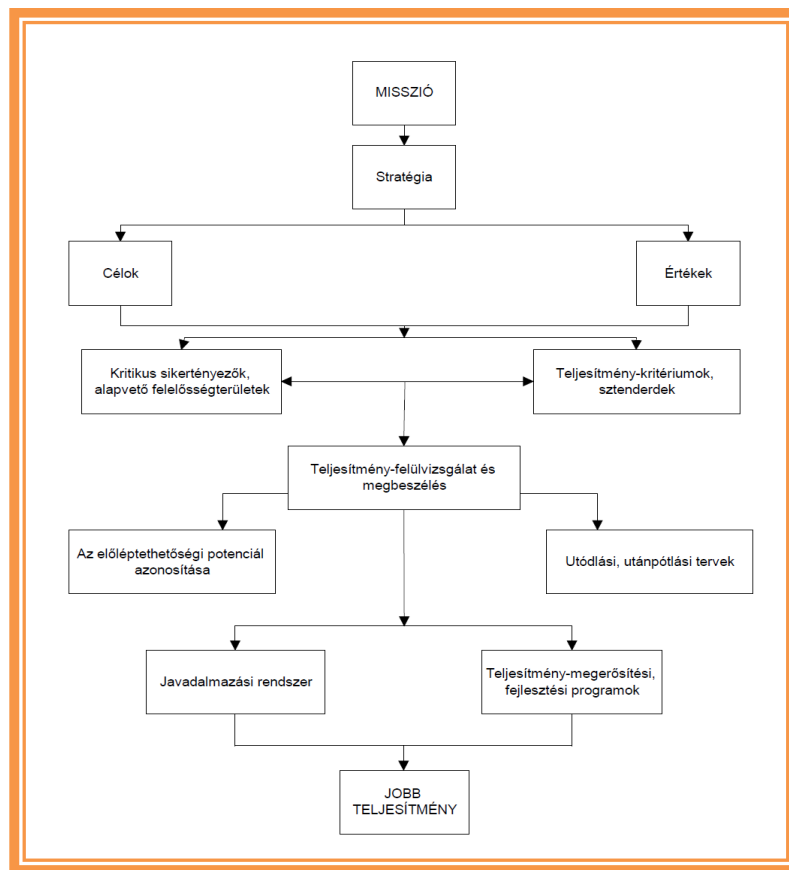 MISSZIÓ
Stratégia
Célok
Értékek
Kritikus sikertényezők,
alapvető felelősségterületek
Teljesítmény-kritériumok,
sztenderdek
Teljesítmény-felülvizsgálat és
megbeszélés
Az előléptethetőségi potenciál
azonosítása
Utódlási, utánpótlási tervek
Javadalmazási rendszer
Teljesítmény-megerősítési,
fejlesztési programok
JOBB
TELJESÍTMÉNY